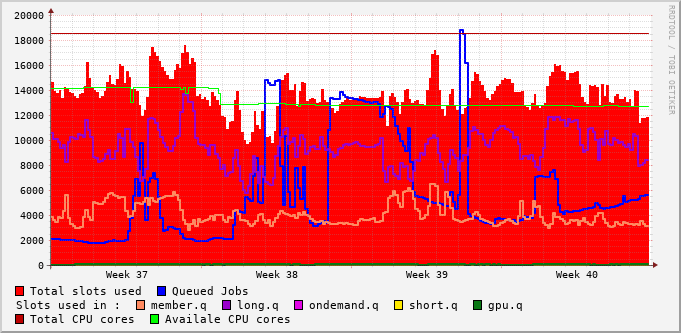 20000
18000
16000
14000
12000
10000
8000
6000
4000
2000
0
Week 37 Week 38 Week 39 Week 40
RRDTOOL / TOBI OETIKER
Total slots used Queued Jobs
Slots used in : member.q long.q ondemand.q short.q gpu.q
Total CPU cores Availale CPU cores